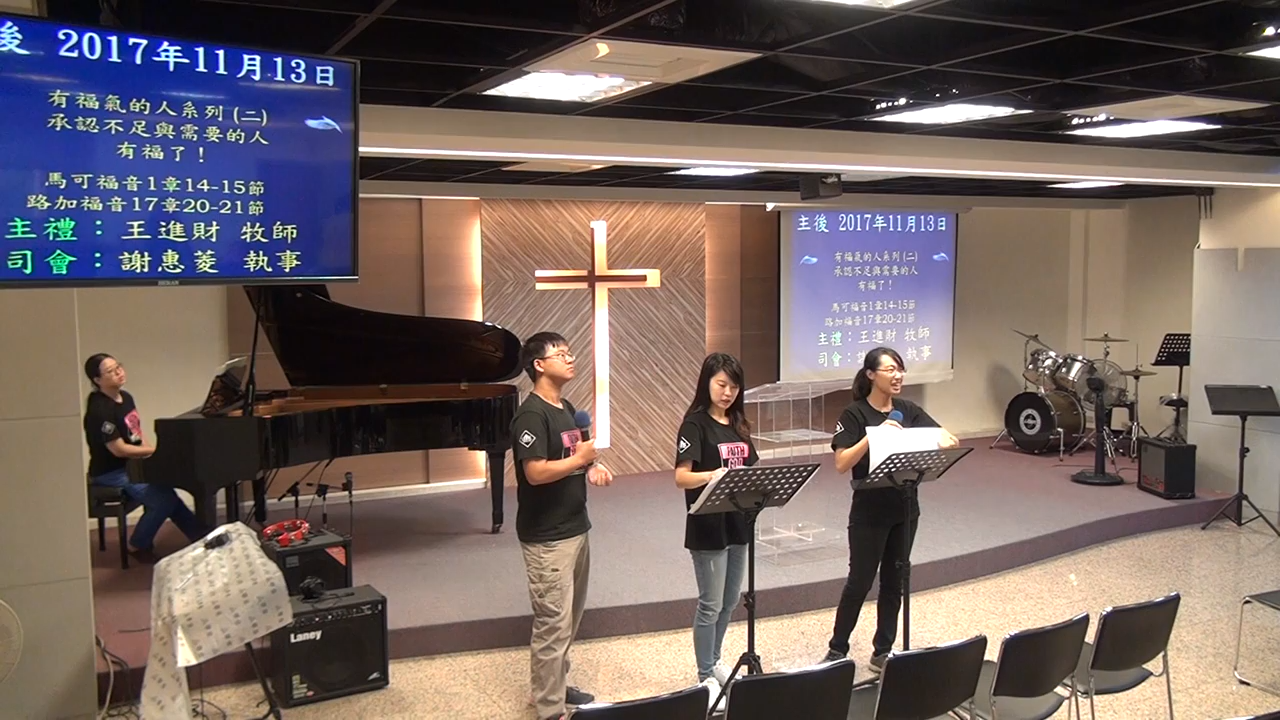 後 2017年11月13日
有福氣的人系列(二)
承認不足與需要的人
有福了！
馬可福音1章14-15節
路加福音17章20-21節
主禮：王進財 牧師
司會：謝惠菱 執事
主後 2017年11月13日
有福氣的人系列(二)
承認不足與需要的人
有福了！
馬可福音1章14-15節
路加福音17章20-21節
主禮：王進財 牧師
司會：謝 執事
WITH
GOD
Laney